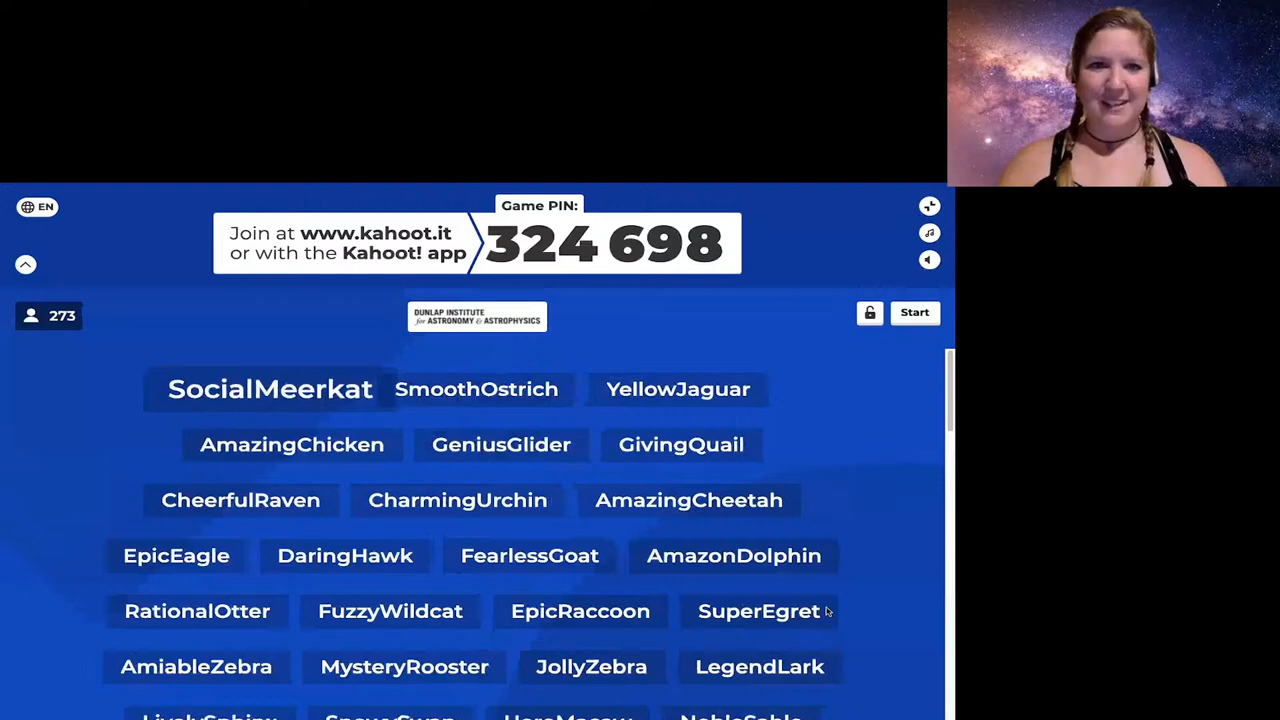 EN
Game PIN:
Join at www.kahoot.it
or with the Kahoot! app
324 698
273
DUNLAP INSTITUTE
for ASTRONOMY & ASTROPHYSICS
Start
SocialMeerkat SmoothOstrich YellowJaguar
AmazingChicken GeniusGlider GivingQuail
CheerfulRaven CharmingUrchin AmazingCheetah
EpicEagle DaringHawk FearlessGoat AmazonDolphin
RationalOtter FuzzyWildcat EpicRaccoon SuperEgret
AmiableZebra MysteryRooster JollyZebra LegendLark